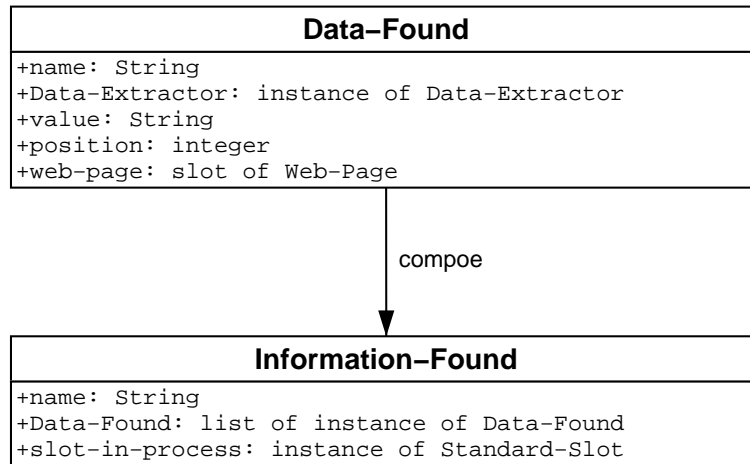 Data–Found
+name: String
+Data–Extractor: instance of Data–Extractor
+value: String
+position: integer
+web–page: slot of Web–Page
compoe
Information–Found
+name: String
+Data–Found: list of instance of Data–Found
+slot–in–process: instance of Standard–Slot